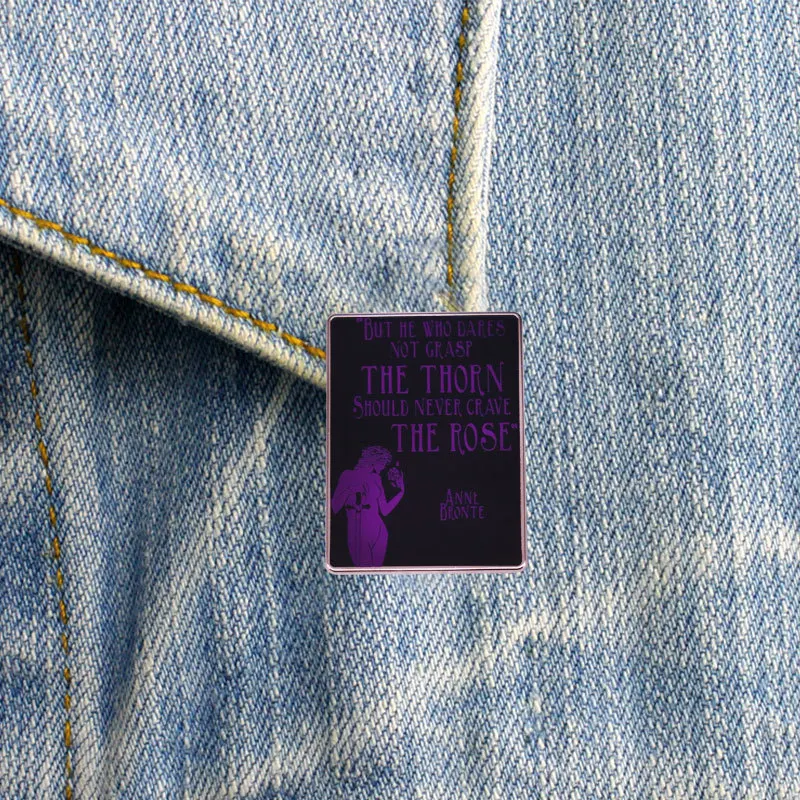 "BUT HE WHO DARES
NOT GRASP
THE THORN
SHOULD NEVER CRAVE
THE ROSE"
ANNE
BRONTE